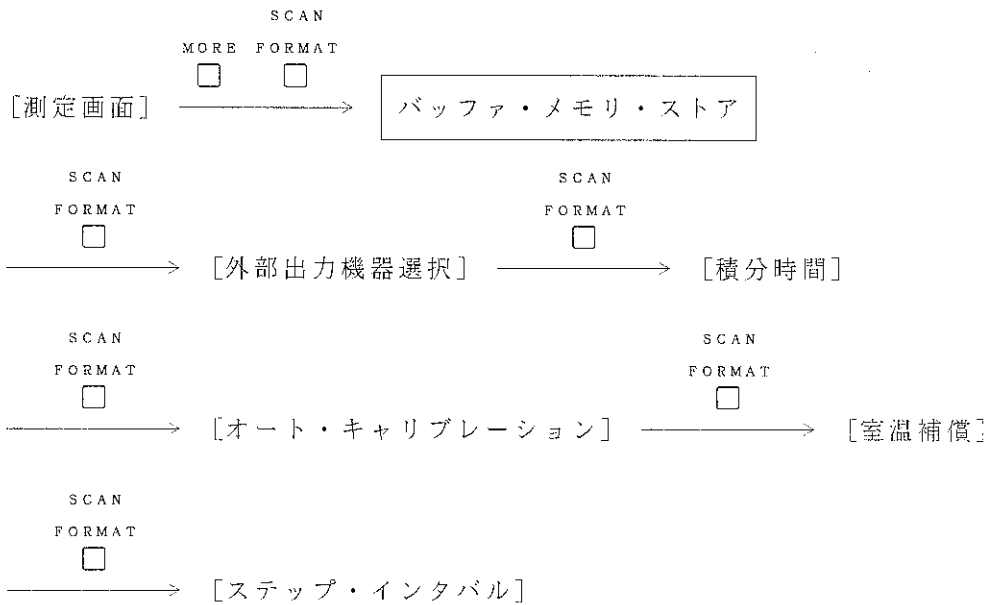 SCAN
MORE FORMAT
[測定画面] バッファ・メモリ・ストア
SCAN SCAN
FORMAT FORMAT
[外部出力機器選択] [積分時間]
SCAN SCAN
FORMAT FORMAT
[オート・キャリブレーション] [室温補償]
SCAN
FORMAT
[ステップ・インタバル]